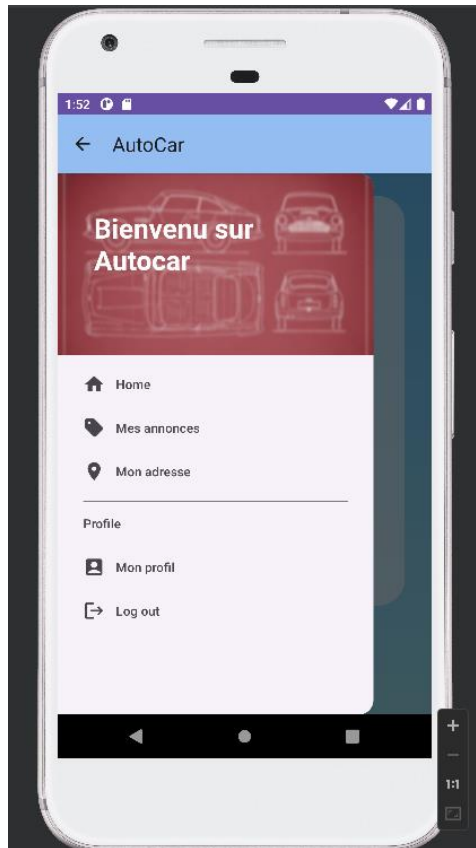 1:52
AutoCar
Bienvenu sur
Autocar
Home
Mes annonces
Mon adresse
Profile
Mon profil
Log out
1:1